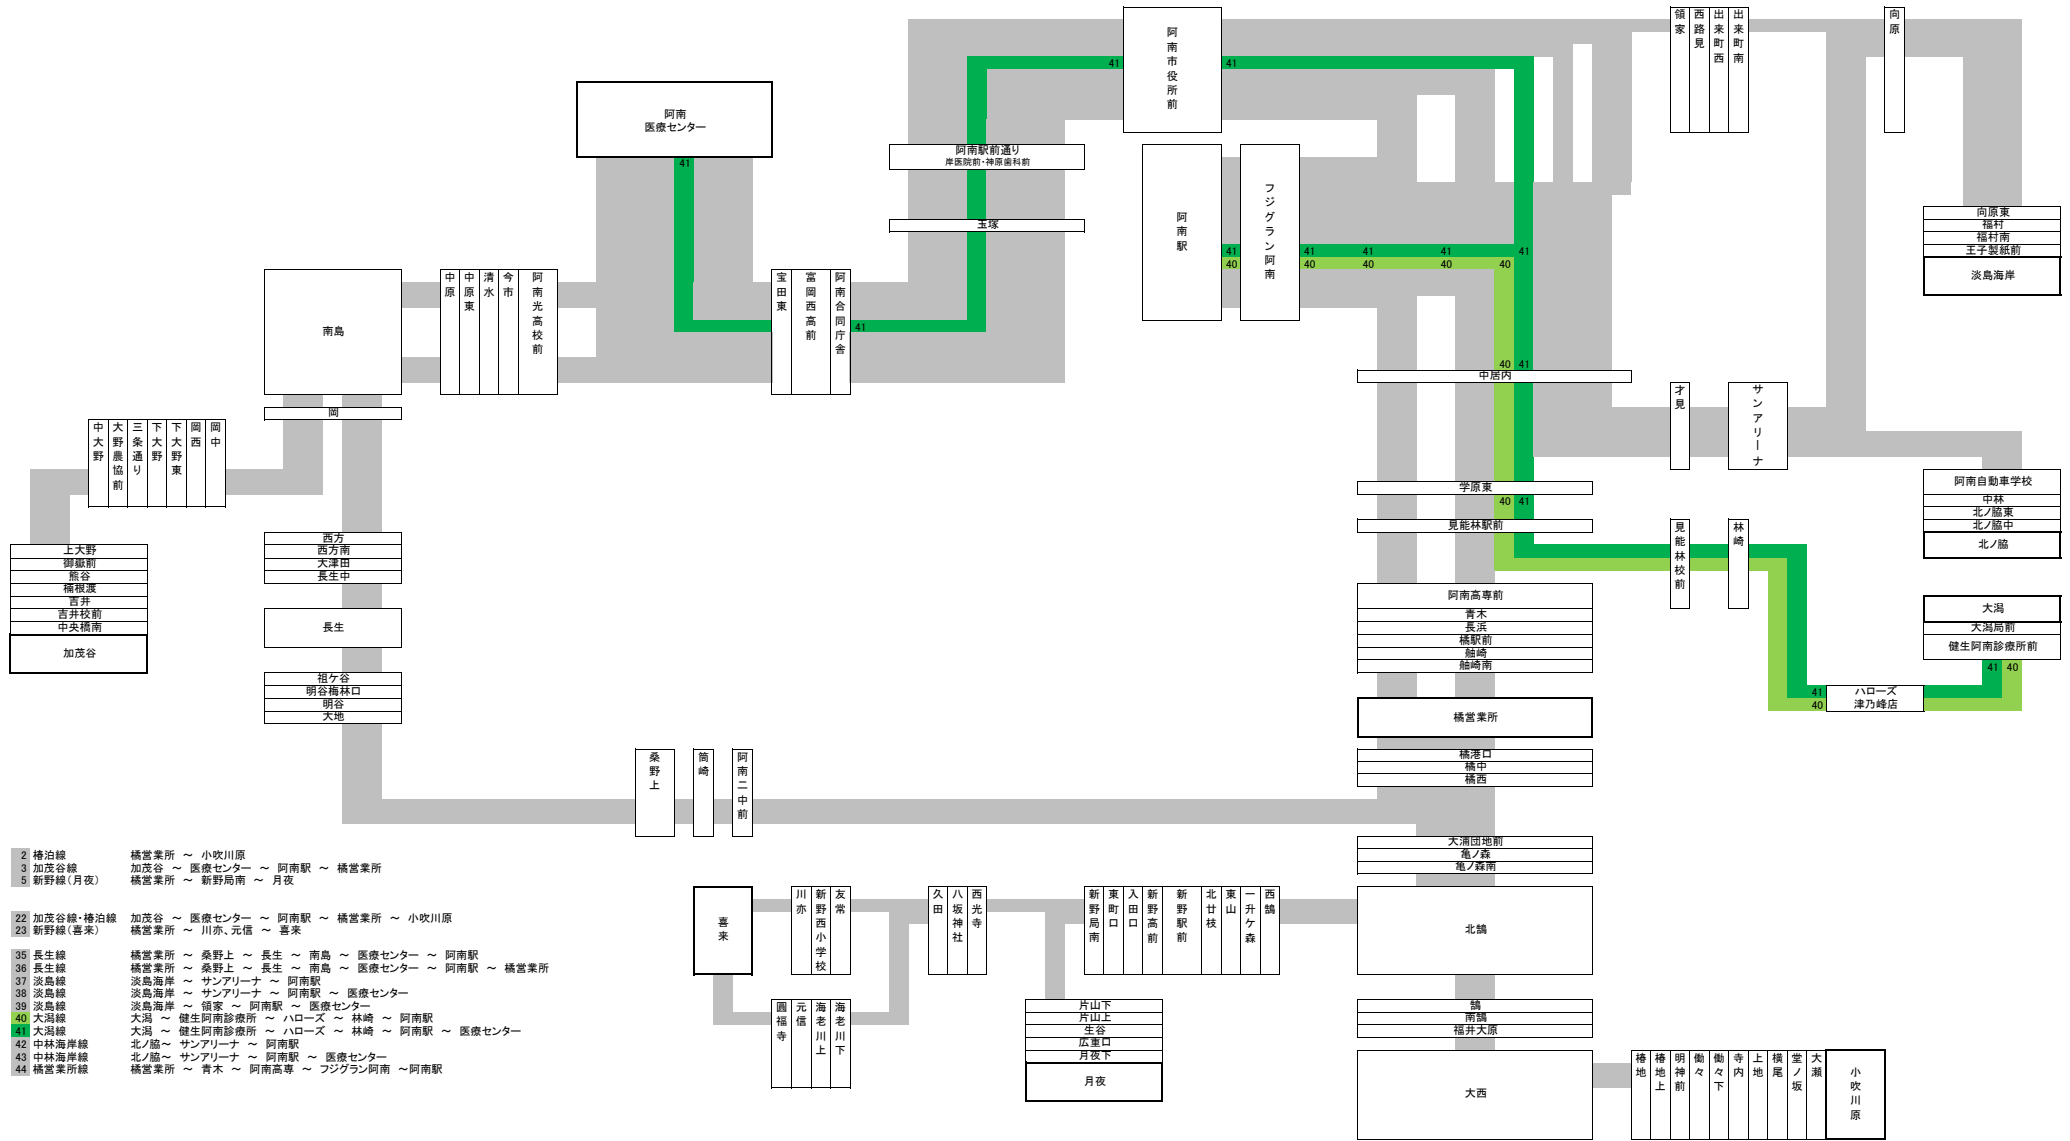 阿南市役所前
領家
西路見
出来町西
出来町南
向原
41
41
阿南
医療センター
41
阿南駅前通り
岸医院前・神原歯科前
玉塚
阿南駅
フジグラン阿南
41
41
41
41
41
41
40
40
40
40
40
向原東
福村
福村南
王子製紙前
淡島海岸
南島
中原
中原東
清水
今市
阿南光高校前
宝田東
富岡西高前
阿南合同庁舎
41
40
41
中居内
才見
サンアリーナ
岡
中大野
大野農協前
三条通り
下大野
下大野東
岡西
岡中
学原東
40
41
見能林駅前
見能林校前
林崎
阿南自動車学校
中林
北ノ脇東
北ノ脇中
北ノ脇
西方
西方南
大津田
長生中
長生
祖ケ谷
明谷梅林口
明谷
大地
上大野
御嶽前
熊谷
楠根渡
吉井
吉井校前
中央橋南
加茂谷
阿南高専前
青木
長浜
橘駅前
舳崎
舳崎南
橘営業所
橘港口
橘中
橘西
大潟
大潟局前
健生阿南診療所前
41
40
41
40
ハローズ
津乃峰店
桑野上
筒崎
阿南二中前
大浦団地前
亀ノ森
亀ノ森南
喜来
川亦
新野西小学校
友常
久田
八坂神社
西光寺
新野局南
東町口
入田口
新野高前
新野駅前
北廿枝
東山
一升ケ森
西鵠
北鵠
圓福寺
元信
海老川上
海老川下
片山下
片山上
生谷
広重口
月夜下
月夜
鵠
南鵠
福井大原
大西
椿地
椿地上
明神前
働々
働々下
寺内
上地
横尾
堂ノ坂
大瀬
小吹川原
2 椿泊線 橘営業所 ～ 小吹川原
3 加茂谷線 加茂谷 ～ 医療センター ～ 阿南駅 ～ 橘営業所
5 新野線（月夜） 橘営業所 ～ 新野局南 ～ 月夜
22 加茂谷線・椿泊線 加茂谷 ～ 医療センター ～ 阿南駅 ～ 橘営業所 ～ 小吹川原
23 新野線（喜来） 橘営業所 ～ 川亦、元信 ～ 喜来
35 長生線 橘営業所 ～ 桑野上 ～ 長生 ～ 南島 ～ 医療センター ～ 阿南駅
36 長生線 橘営業所 ～ 桑野上 ～ 長生 ～ 南島 ～ 医療センター ～ 阿南駅 ～ 橘営業所
37 淡島線 淡島海岸 ～ サンアリーナ ～ 阿南駅
38 淡島線 淡島海岸 ～ サンアリーナ ～ 阿南駅 ～ 医療センター
39 淡島線 淡島海岸 ～ 領家 ～ 阿南駅 ～ 医療センター
40 大潟線 大潟 ～ 健生阿南診療所 ～ ハローズ ～ 林崎 ～ 阿南駅
41 大潟線 大潟 ～ 健生阿南診療所 ～ ハローズ ～ 林崎 ～ 阿南駅 ～ 医療センター
42 中林海岸線 北ノ脇～ サンアリーナ ～ 阿南駅
43 中林海岸線 北ノ脇～ サンアリーナ ～ 阿南駅 ～ 医療センター
44 橘営業所線 橘営業所 ～ 青木 ～ 阿南高専 ～ フジグラン阿南 ～阿南駅